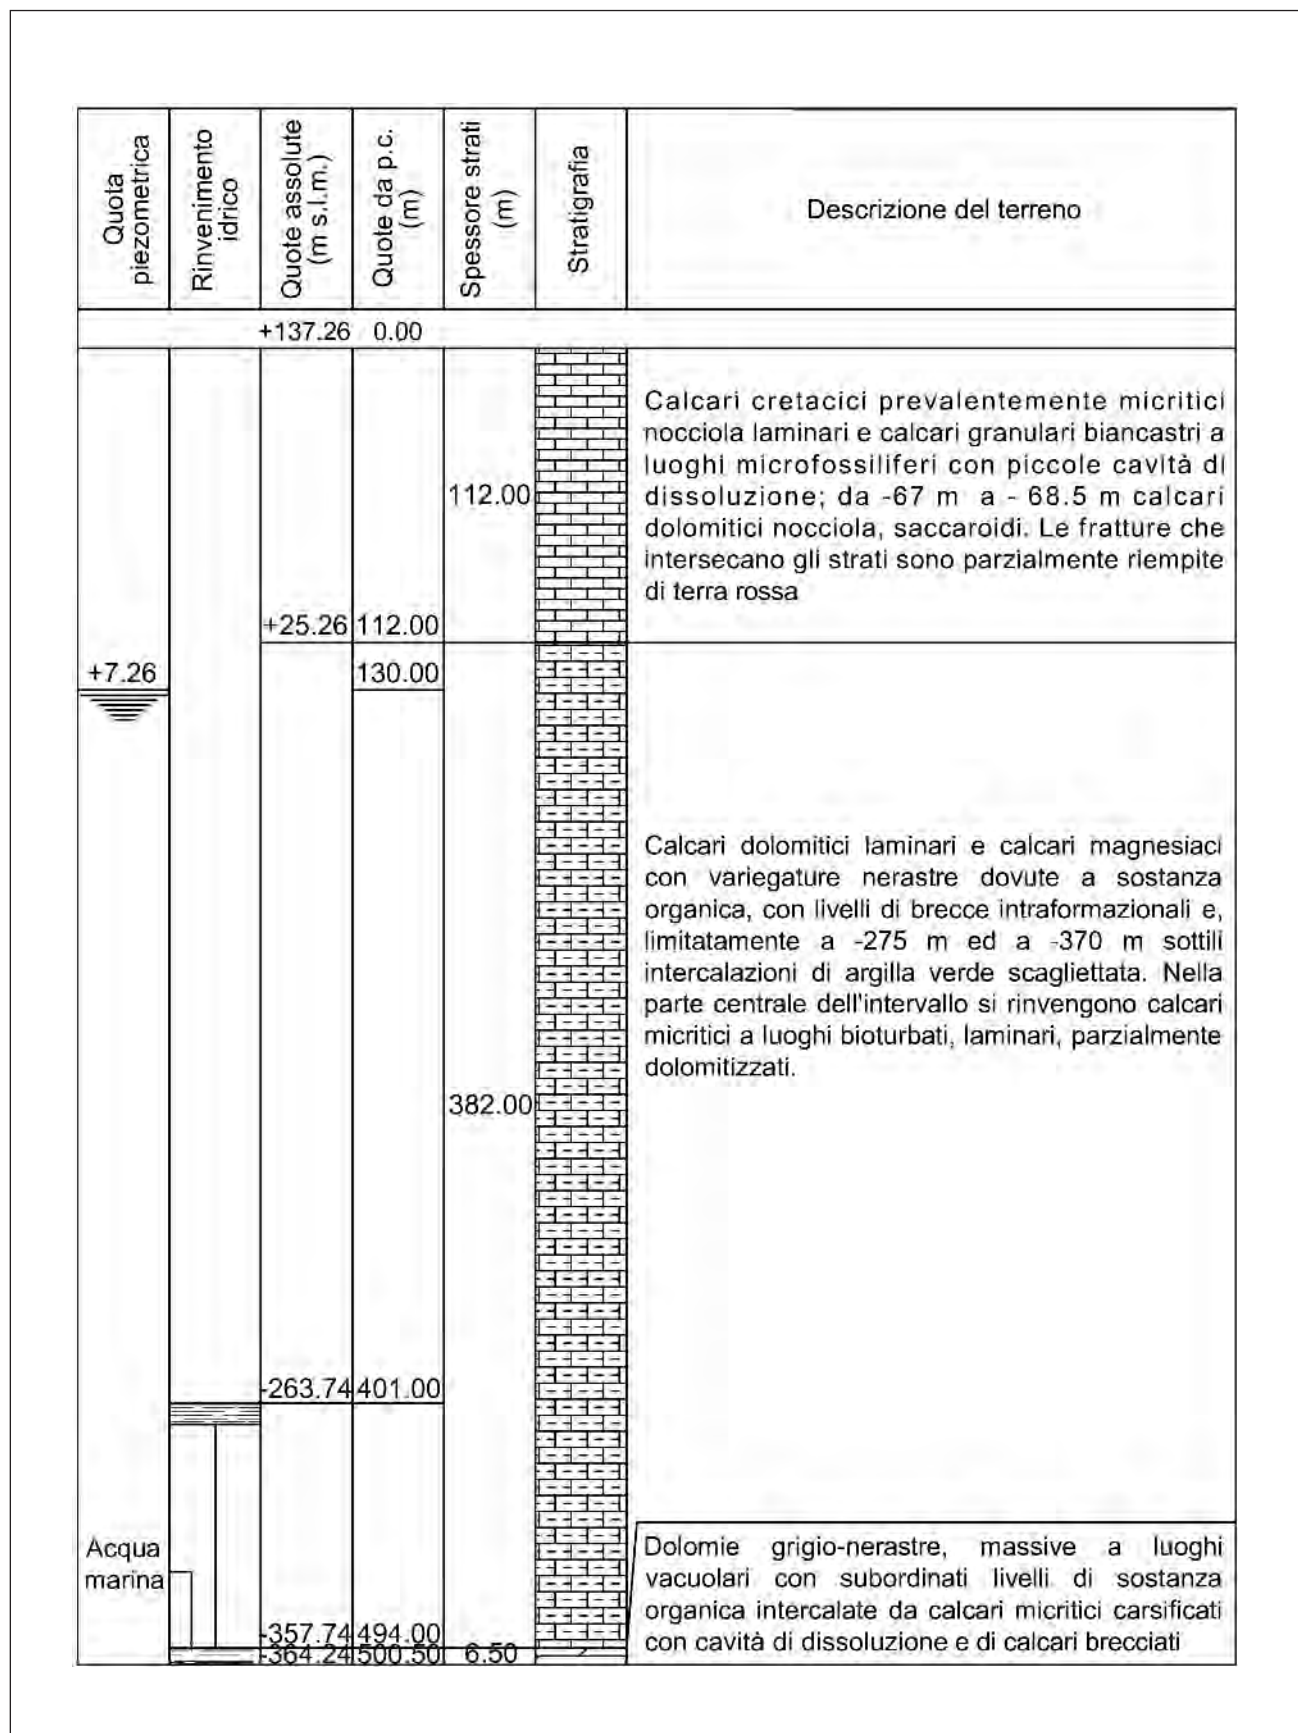 Quota
piezometrica
Rinvenimento
idrico
Quote assolute
(m s.l.m.)
Quote da p.c.
(m)
Spessore strati
(m)
Stratigrafia
Descrizione del terreno
+137.26 0.00
Calcari cretacici prevalentemente micritici
nocciola laminari e calcari granulari biancastri a
luoghi microfossiliferi con piccole cavità di
112.00
dissoluzione; da -67 m a - 68.5 m calcari
dolomitici nocciola, saccaroidi. Le fratture che
intersecano gli strati sono parzialmente riempite
di terra rossa
+25.26 112.00
+7.26
130.00
Calcari dolomitici laminari e calcari magnesiaci
con variegature nerastre dovute a sostanza
organica, con livelli di brecce intraformazionali e,
limitatamente a -275 m ed a -370 m sottili
intercalazioni di argilla verde scagliettata. Nella
parte centrale dell'intervallo si rinvengono calcari
micritici a luoghi bioturbati, laminari, parzialmente
dolomitizzati.
382.00
-263.74 401.00
Acqua
marina
Dolomie grigio-nerastre, massive a luoghi
vacuolari con subordinati livelli di sostanza
organica intercalate da calcari micritici carsificati
con cavità di dissoluzione e di calcari brecciati
-357.74 494.00
-364.24 500.50 6.50